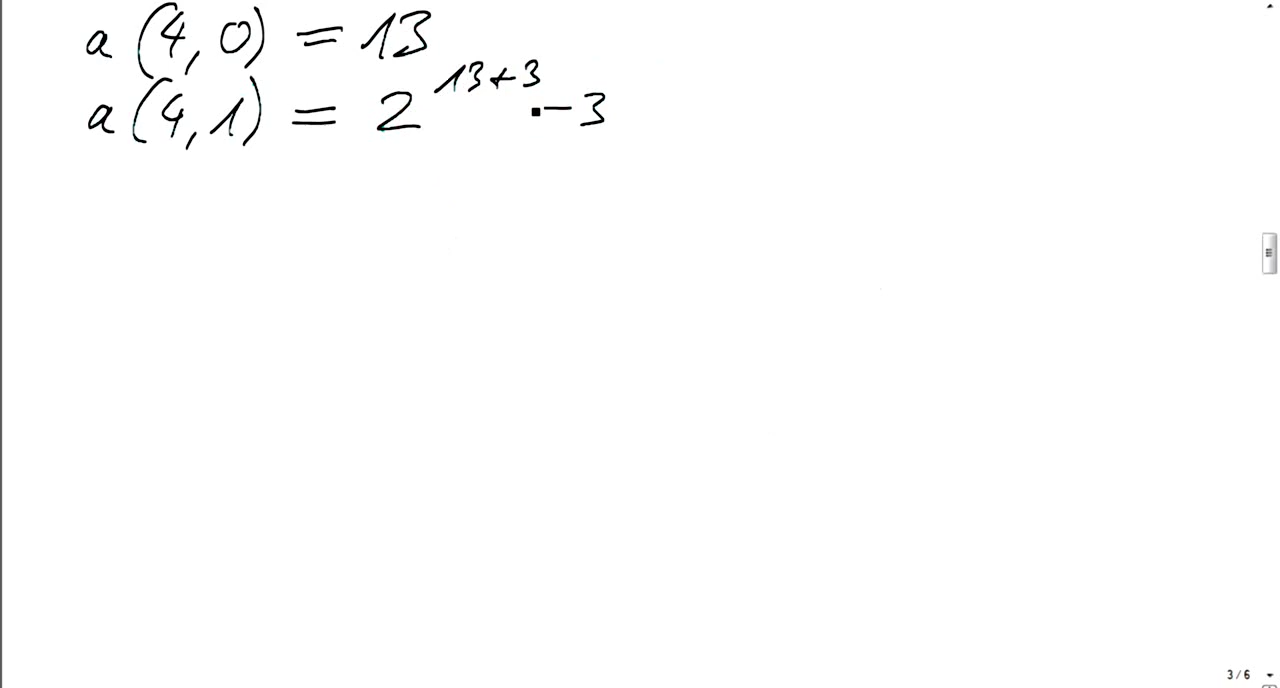 a(4,0) = 13
a(4,1) = 2^{13+3} -3
3/6